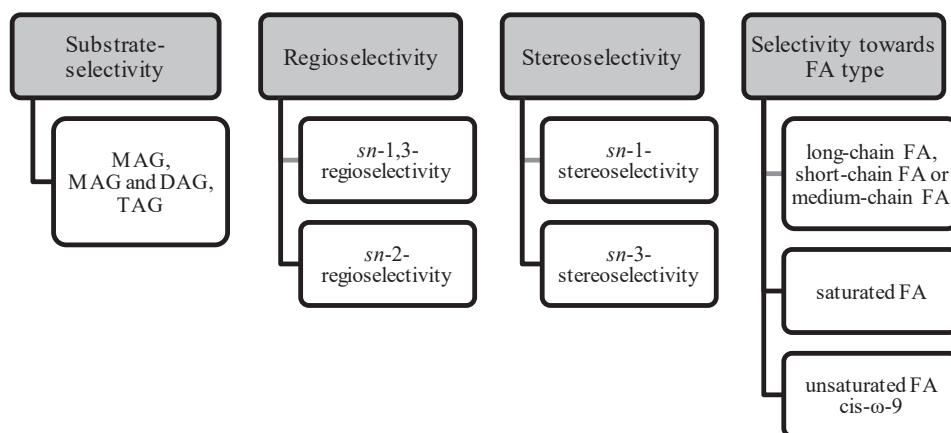 Substrate-
selectivity
MAG,
MAG and DAG,
TAG
Regioselectivity
sn-1,3-
regioselectivity
sn-2-
regioselectivity
Stereoselectivity
sn-1-
stereoselectivity
sn-3-
stereoselectivity
Selectivity towards
FA type
long-chain FA,
short-chain FA or
medium-chain FA
saturated FA
unsaturated FA
cis-ω-9